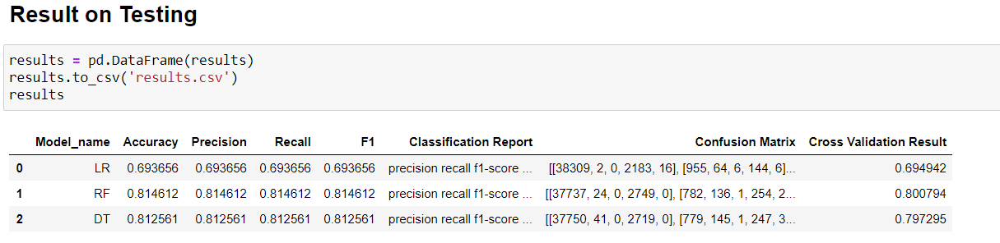 Result on Testing
results = pd.DataFrame(results)
results.to_csv('results.csv')
results
Model_name Accuracy Precision Recall F1 Classification Report Confusion Matrix Cross Validation Result
0 LR 0.693656 0.693656 0.693656 0.693656 precision recall f1-score ... [[38309, 2, 0, 2183, 16], [955, 64, 6, 144, 6]... 0.694942
1 RF 0.814612 0.814612 0.814612 0.814612 precision recall f1-score ... [[37737, 24, 0, 2749, 0], [782, 136, 1, 254, 2... 0.800794
2 DT 0.812561 0.812561 0.812561 0.812561 precision recall f1-score ... [[37750, 41, 0, 2719, 0], [779, 145, 1, 247, 3... 0.797295